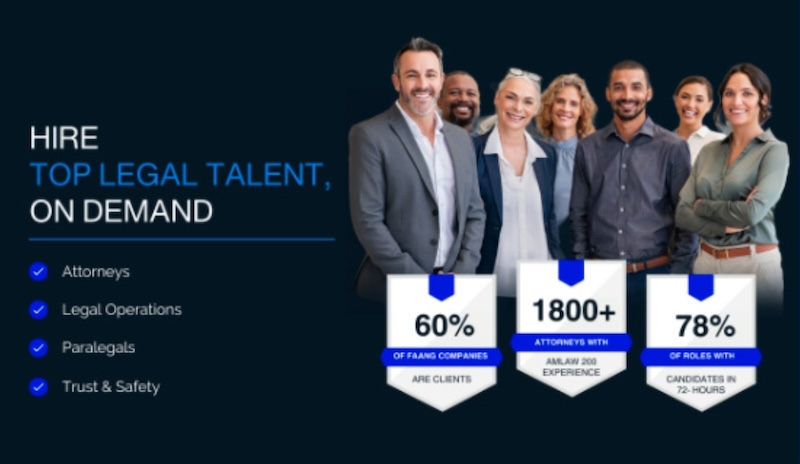 HIRE
TOP LEGAL TALENT,
ON DEMAND
Attorneys
Legal Operations
Paralegals
Trust & Safety
60%
OF FAANG COMPANIES
ARE CLIENTS
1800+
ATTORNEYS WITH
AMLAW 200
EXPERIENCE
78%
OF ROLES WITH
CANDIDATES IN
72- HOURS